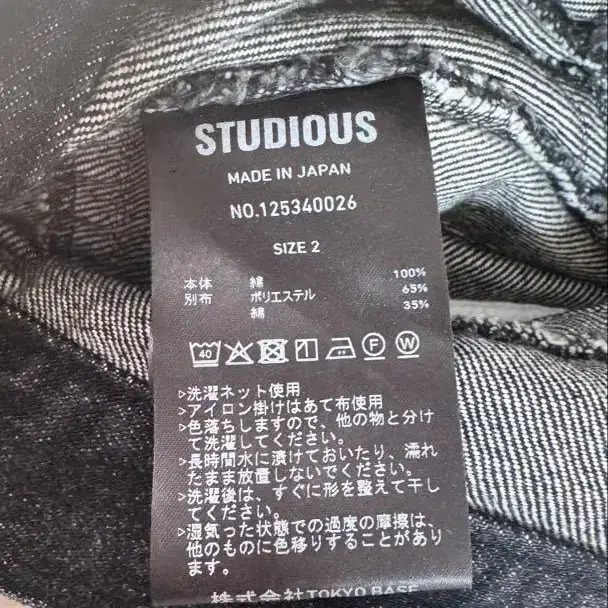 STUDIOUS
MADE IN JAPAN
NO.125340026
SIZE 2
本体 綿 100%
別布 ポリエステル 65%
綿 35%
40 F W
▷洗濯ネット使用
▷アイロン掛けはあて布使用
▷色落ちしますので、他の物と分け
て洗濯してください。
▷長時間水に漬けておいたり、濡れ
たまま放置しないでください。
▷洗濯後は、すぐに形を整えて干し
てください。
▷湿気った状態での過度の摩擦は、
他のものに色移りすることがあり
ます。
株式会社TOKYO BASE